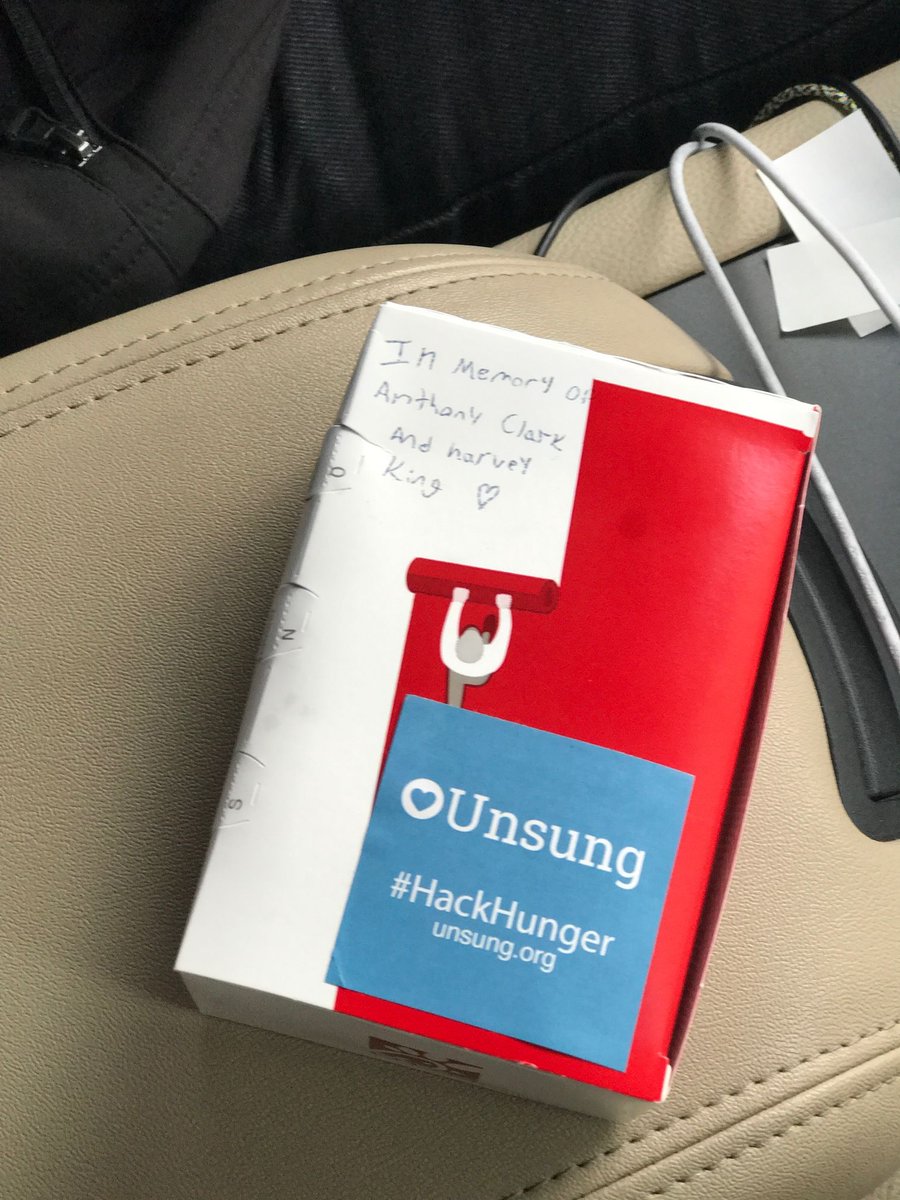 In Memory of
Anthony Clark
And harvey
King ♡
Unsung
#HackHunger
unsung.org
Q
N
S